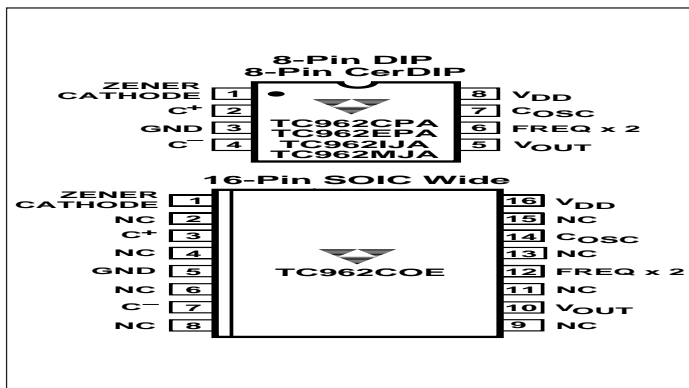 8-Pin DIP
8-Pin CerDIP
ZENER
CATHODE 1
C+ 2
GND 3
C– 4
TC962CPA
TC962EPA
TC962IJA
TC962MJA
8 VDD
7 COSC
6 FREQ x 2
5 VOUT
16-Pin SOIC Wide
ZENER
CATHODE 1
NC 2
C+ 3
NC 4
GND 5
NC 6
C– 7
NC 8
TC962COE
16 VDD
15 NC
14 COSC
13 NC
12 FREQ x 2
11 NC
10 VOUT
9 NC